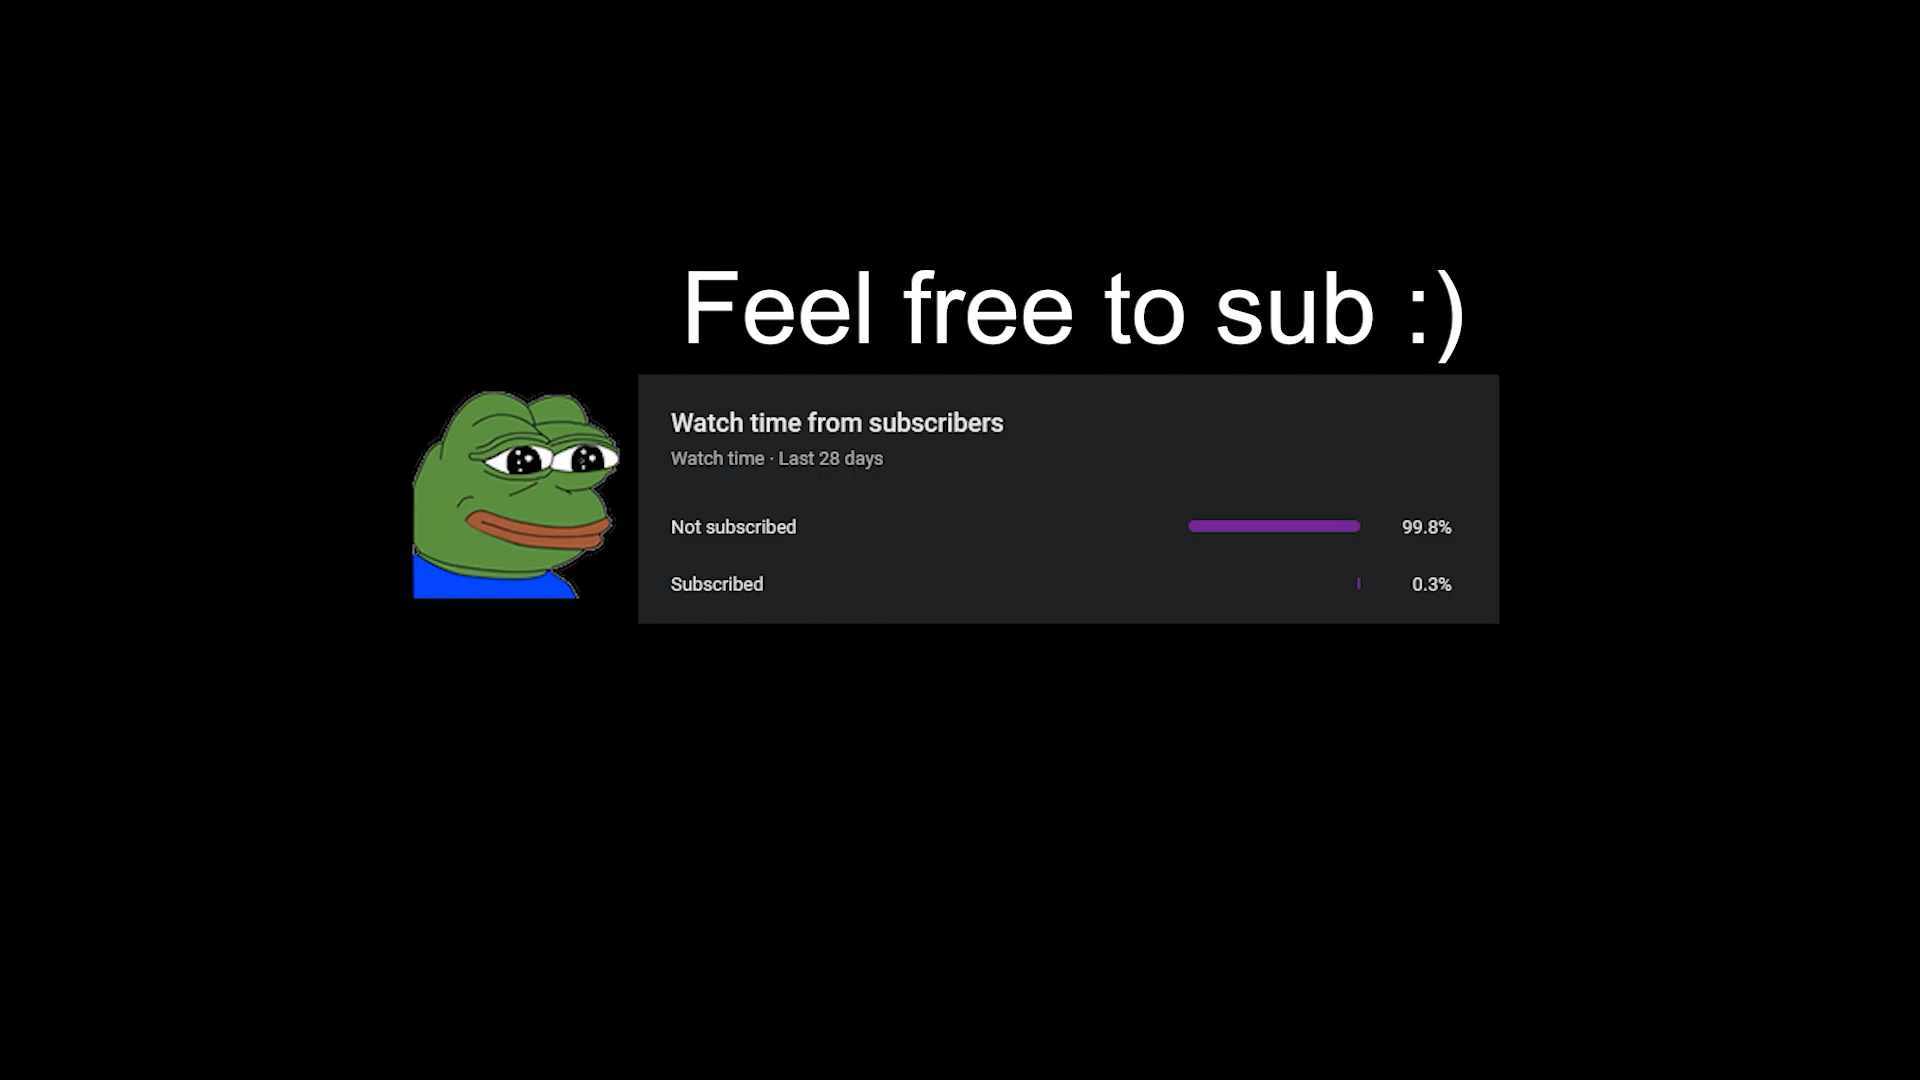 Feel free to sub :)
Watch time from subscribers
Watch time · Last 28 days
Not subscribed 99.8%
Subscribed 0.3%